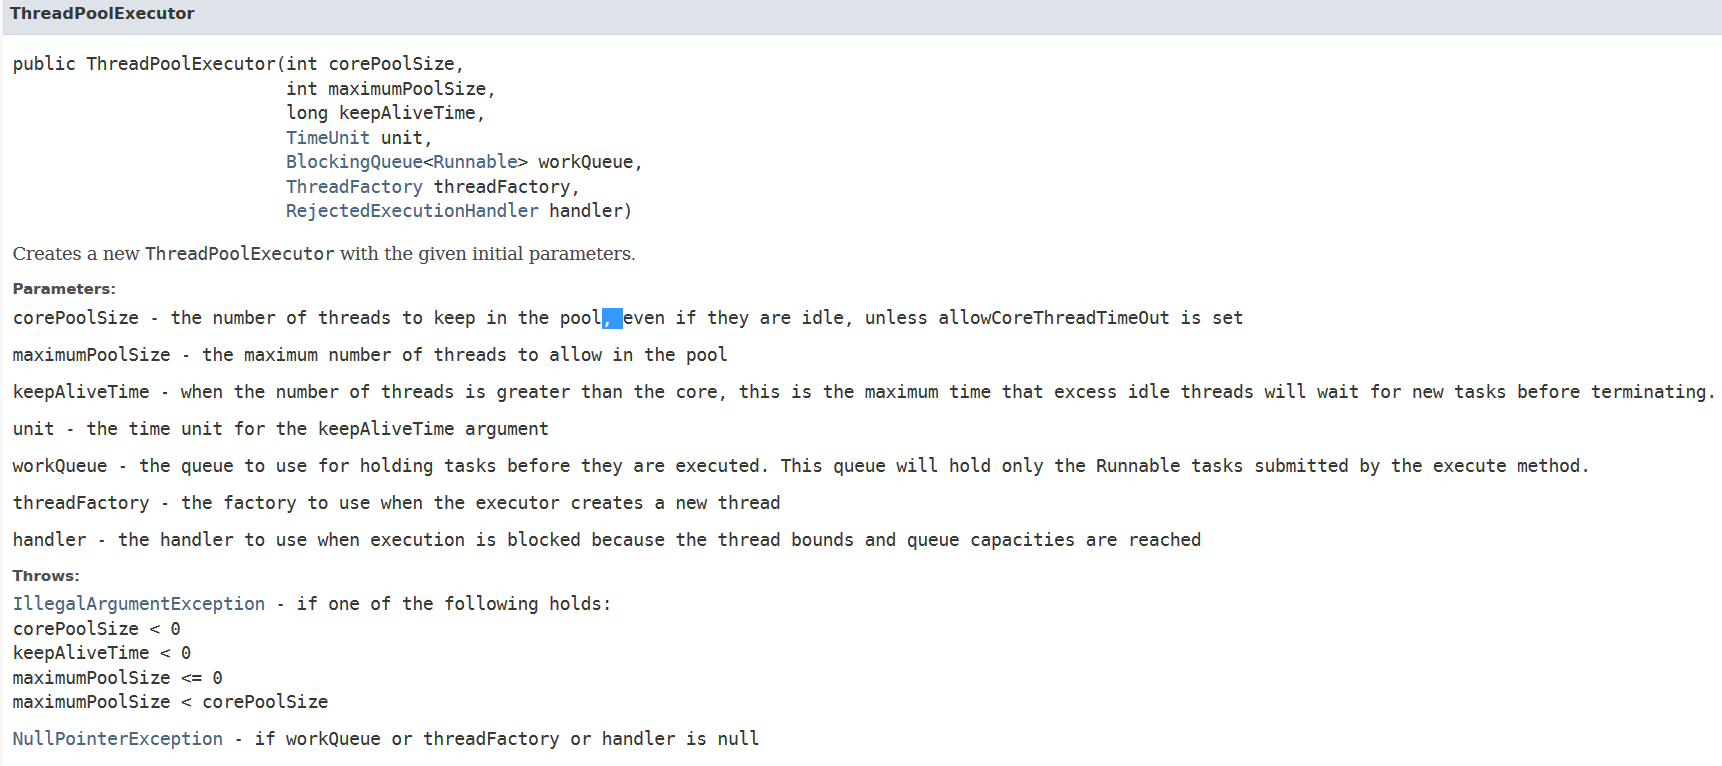 ThreadPoolExecutor
public ThreadPoolExecutor(int corePoolSize,
int maximumPoolSize,
long keepAliveTime,
TimeUnit unit,
BlockingQueue<Runnable> workQueue,
ThreadFactory threadFactory,
RejectedExecutionHandler handler)
Creates a new ThreadPoolExecutor with the given initial parameters.
Parameters:
corePoolSize - the number of threads to keep in the pool, even if they are idle, unless allowCoreThreadTimeOut is set
maximumPoolSize - the maximum number of threads to allow in the pool
keepAliveTime - when the number of threads is greater than the core, this is the maximum time that excess idle threads will wait for new tasks before terminating.
unit - the time unit for the keepAliveTime argument
workQueue - the queue to use for holding tasks before they are executed. This queue will hold only the Runnable tasks submitted by the execute method.
threadFactory - the factory to use when the executor creates a new thread
handler - the handler to use when execution is blocked because the thread bounds and queue capacities are reached
Throws:
IllegalArgumentException - if one of the following holds:
corePoolSize < 0
keepAliveTime < 0
maximumPoolSize <= 0
maximumPoolSize < corePoolSize
NullPointerException - if workQueue or threadFactory or handler is null